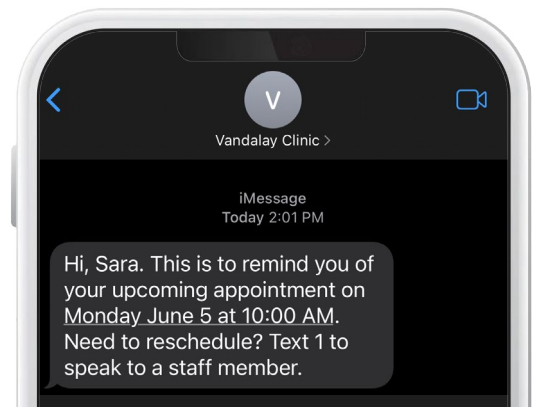 V
Vandalay Clinic >
iMessage
Today 2:01 PM
Hi, Sara. This is to remind you of
your upcoming appointment on
Monday June 5 at 10:00 AM.
Need to reschedule? Text 1 to
speak to a staff member.